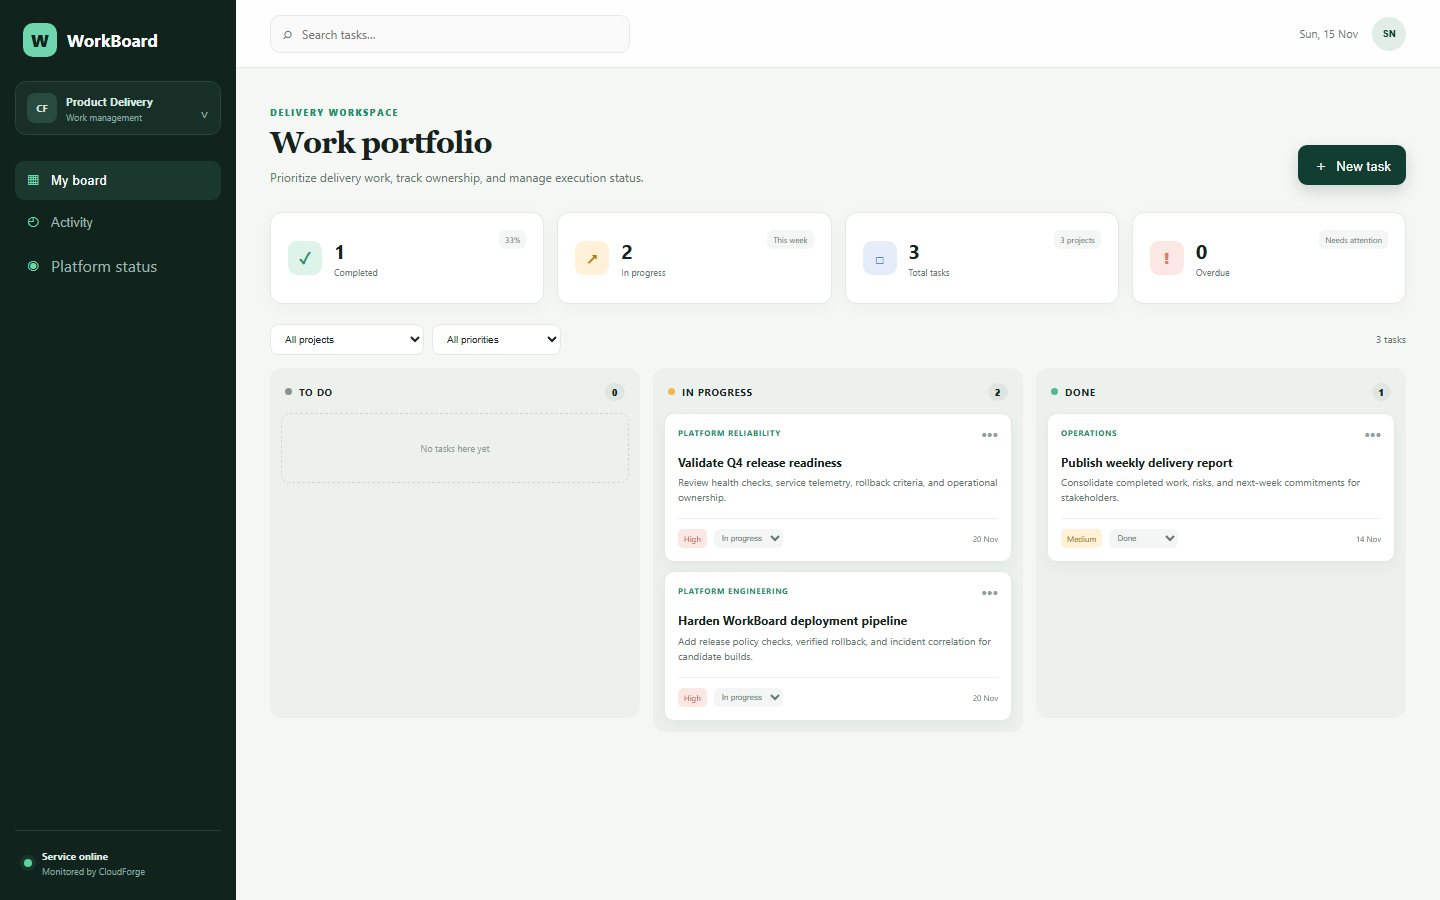 W WorkBoard
CF Product Delivery
Work management
My board
Activity
Platform status
Service online
Monitored by CloudForge
Search tasks...
Sun, 15 Nov SN
DELIVERY WORKSPACE
Work portfolio
Prioritize delivery work, track ownership, and manage execution status.
+ New task
1
Completed
33%
2
In progress
This week
3
Total tasks
3 projects
0
Overdue
Needs attention
All projects
All priorities
3 tasks
TO DO 0
No tasks here yet
IN PROGRESS 2
PLATFORM RELIABILITY
Validate Q4 release readiness
Review health checks, service telemetry, rollback criteria, and operational
ownership.
High In progress 20 Nov
PLATFORM ENGINEERING
Harden WorkBoard deployment pipeline
Add release policy checks, verified rollback, and incident correlation for
candidate builds.
High In progress 20 Nov
DONE 1
OPERATIONS
Publish weekly delivery report
Consolidate completed work, risks, and next-week commitments for
stakeholders.
Medium Done 14 Nov